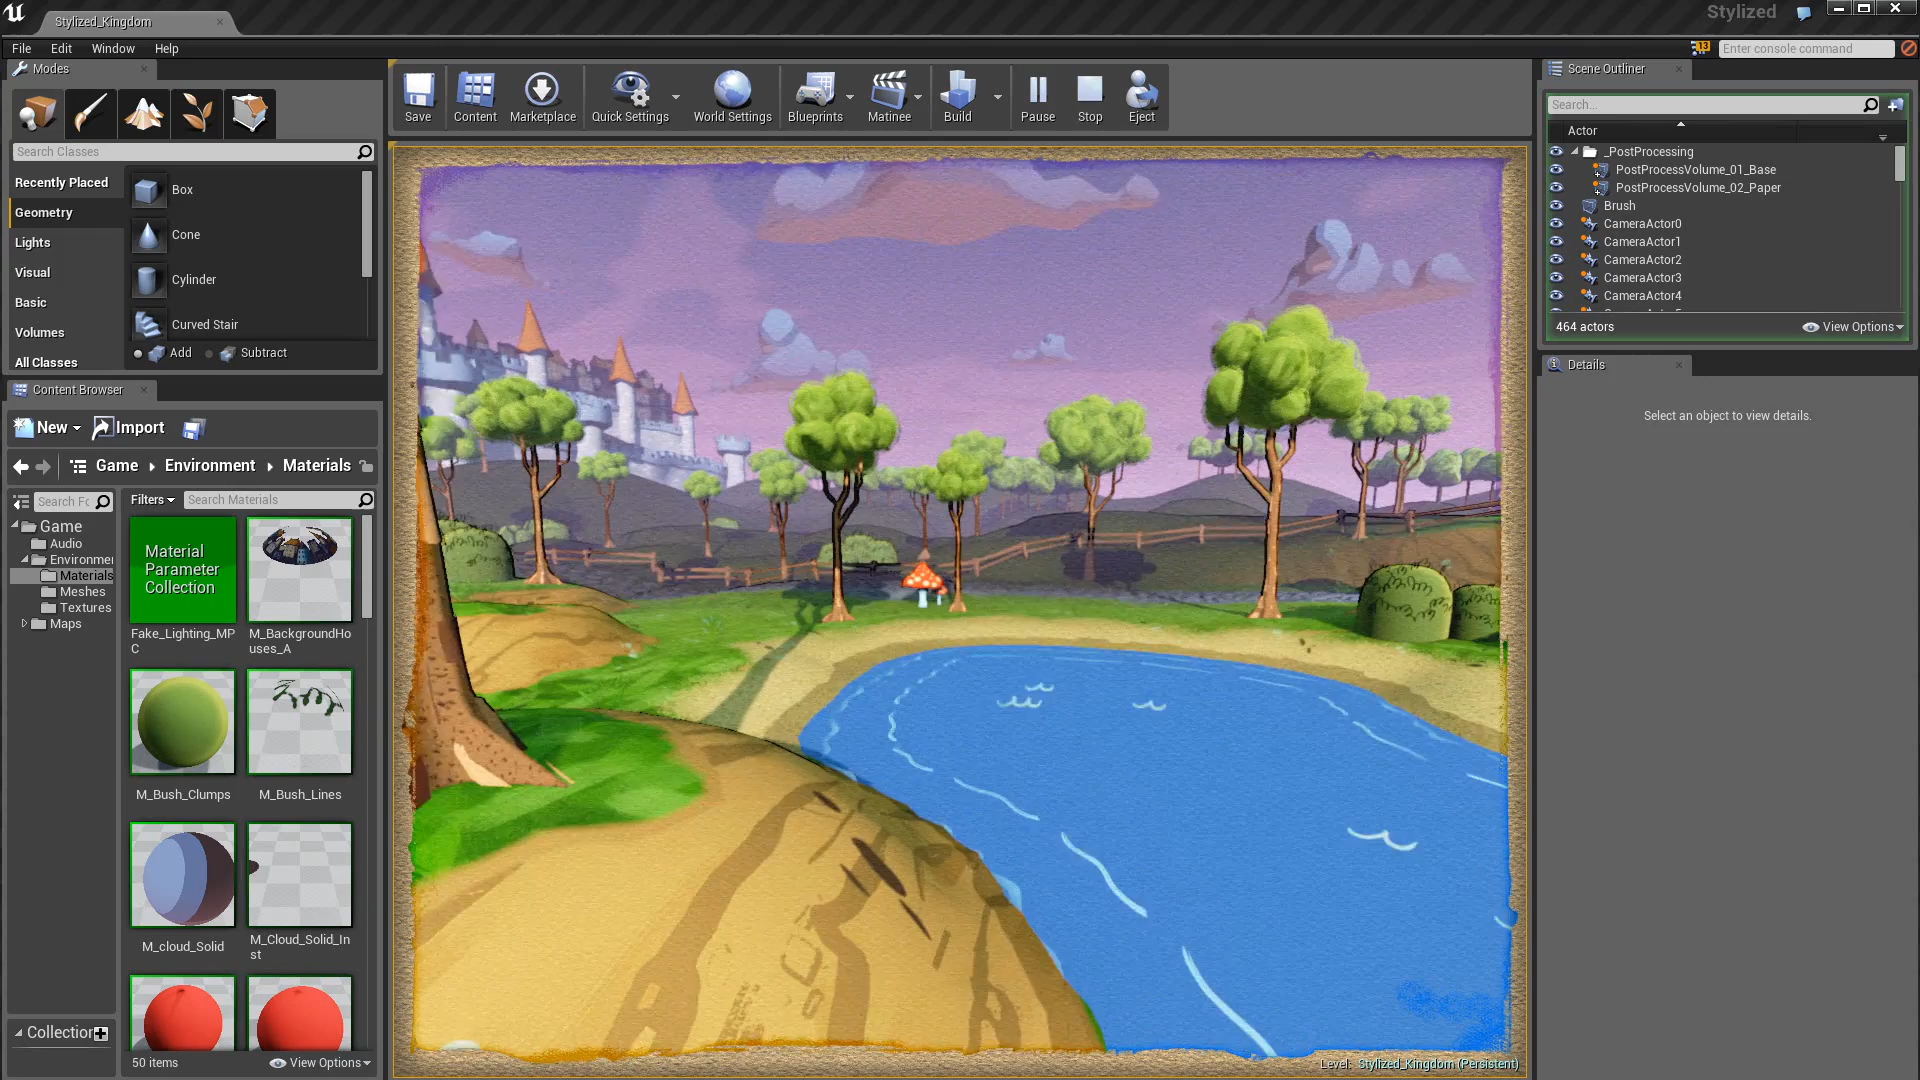 Stylized_Kingdom
Stylized
File Edit Window Help
13
Enter console command
Modes
Search Classes
Recently Placed
Geometry
Lights
Visual
Basic
Volumes
All Classes
Box
Cone
Cylinder
Curved Stair
Add Subtract
Save Content Marketplace Quick Settings World Settings Blueprints Matinee Build Pause Stop Eject
Content Browser
New Import
Game Environment Materials
Search Fc
Filters Search Materials
Game
Audio
Environmer
Materials
Meshes
Textures
Maps
Material
Parameter
Collection
Fake_Lighting_MP
C
M_BackgroundHo
uses_A
M_Bush_Clumps
M_Bush_Lines
M_cloud_Solid
M_Cloud_Solid_In
st
Collection
50 items View Options
Level: Stylized_Kingdom (Persistent)
Scene Outliner
Search...
Actor
_PostProcessing
PostProcessVolume_01_Base
PostProcessVolume_02_Paper
Brush
CameraActor0
CameraActor1
CameraActor2
CameraActor3
CameraActor4
464 actors View Options
Details
Select an object to view details.